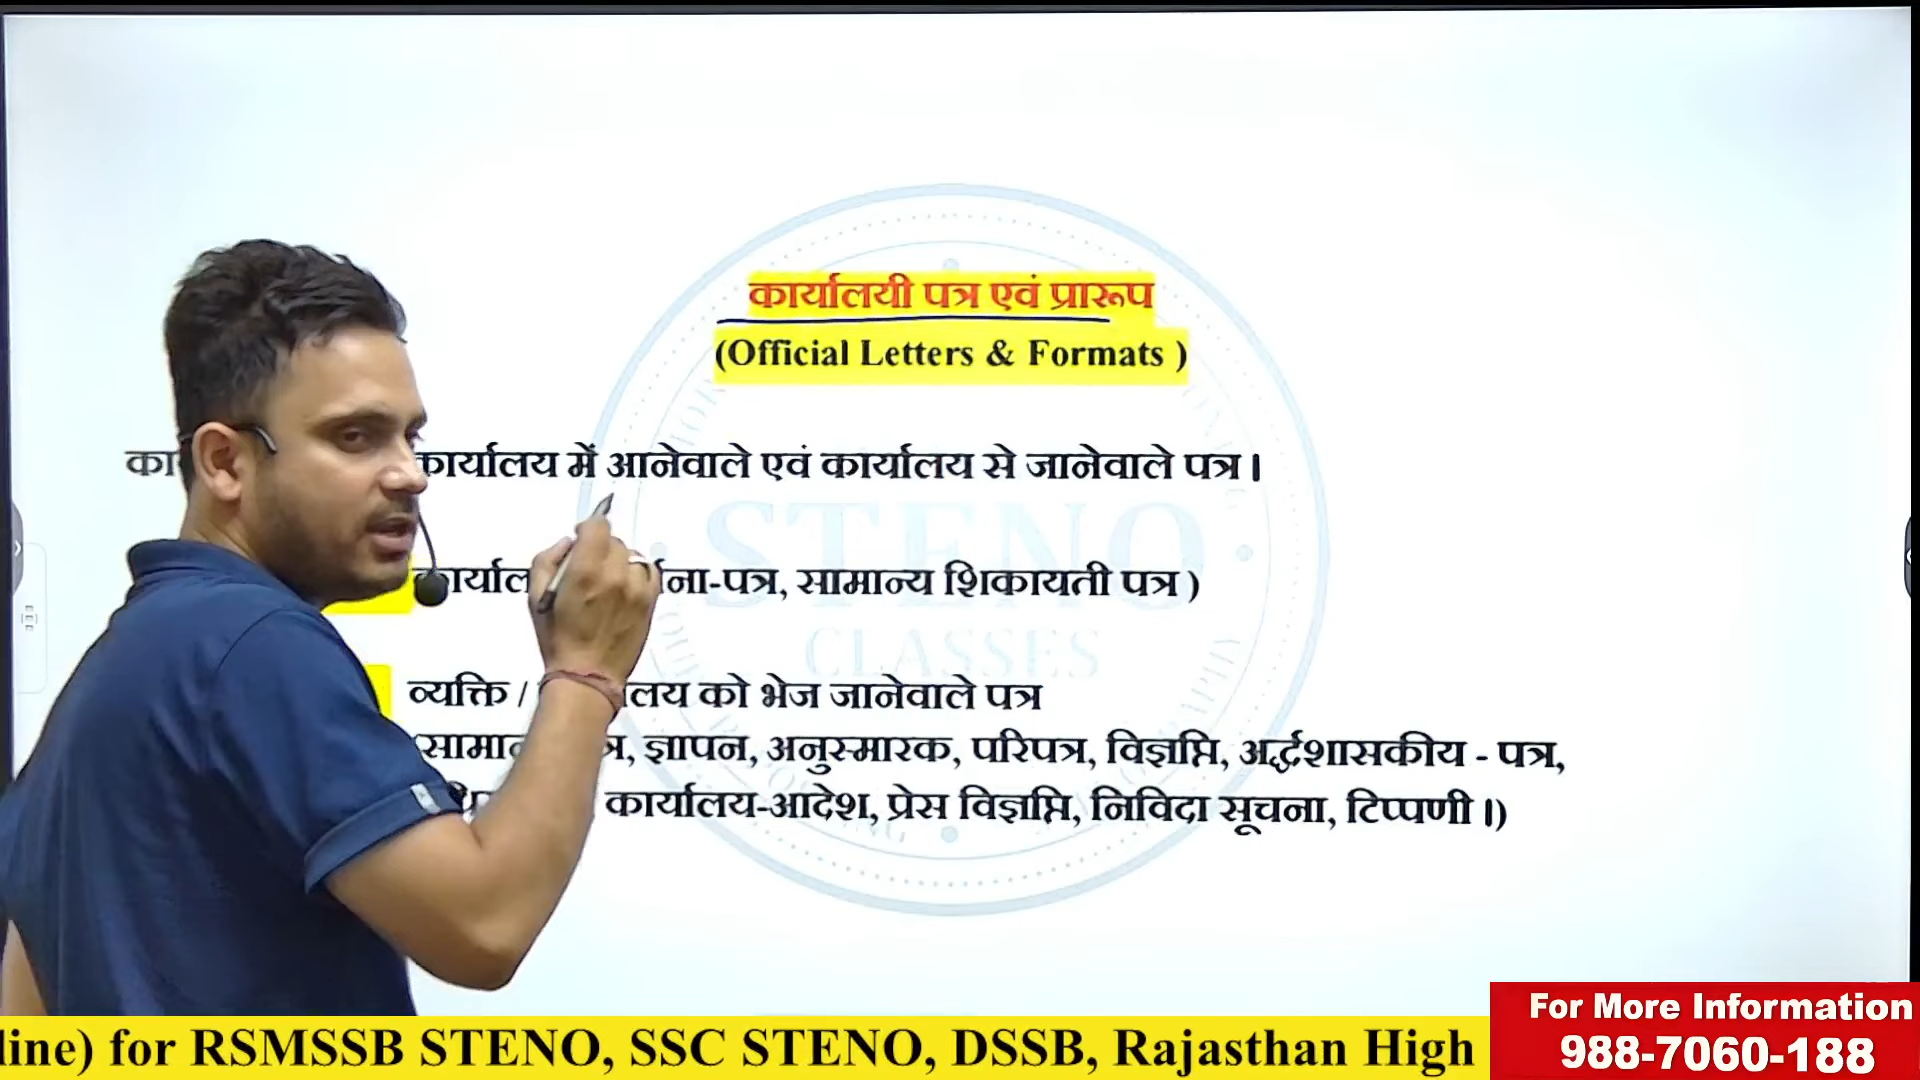 कार्यालयी पत्र एवं प्रारूप
(Official Letters & Formats )
कार्यालय में आनेवाले एवं कार्यालय से जानेवाले पत्र ।
सामान्य शिकायती पत्र )
व्यक्ति / को भेज जानेवाले पत्र
ज्ञापन, अनुस्मारक, परिपत्र, विज्ञप्ति, अर्द्धशासकीय - पत्र,
कार्यालय-आदेश, प्रेस विज्ञप्ति, निविदा सूचना, टिप्पणी ।)
STENO
CLASSES
line) for RSMSSB STENO, SSC STENO, DSSB, Rajasthan High
For More Information
988-7060-188